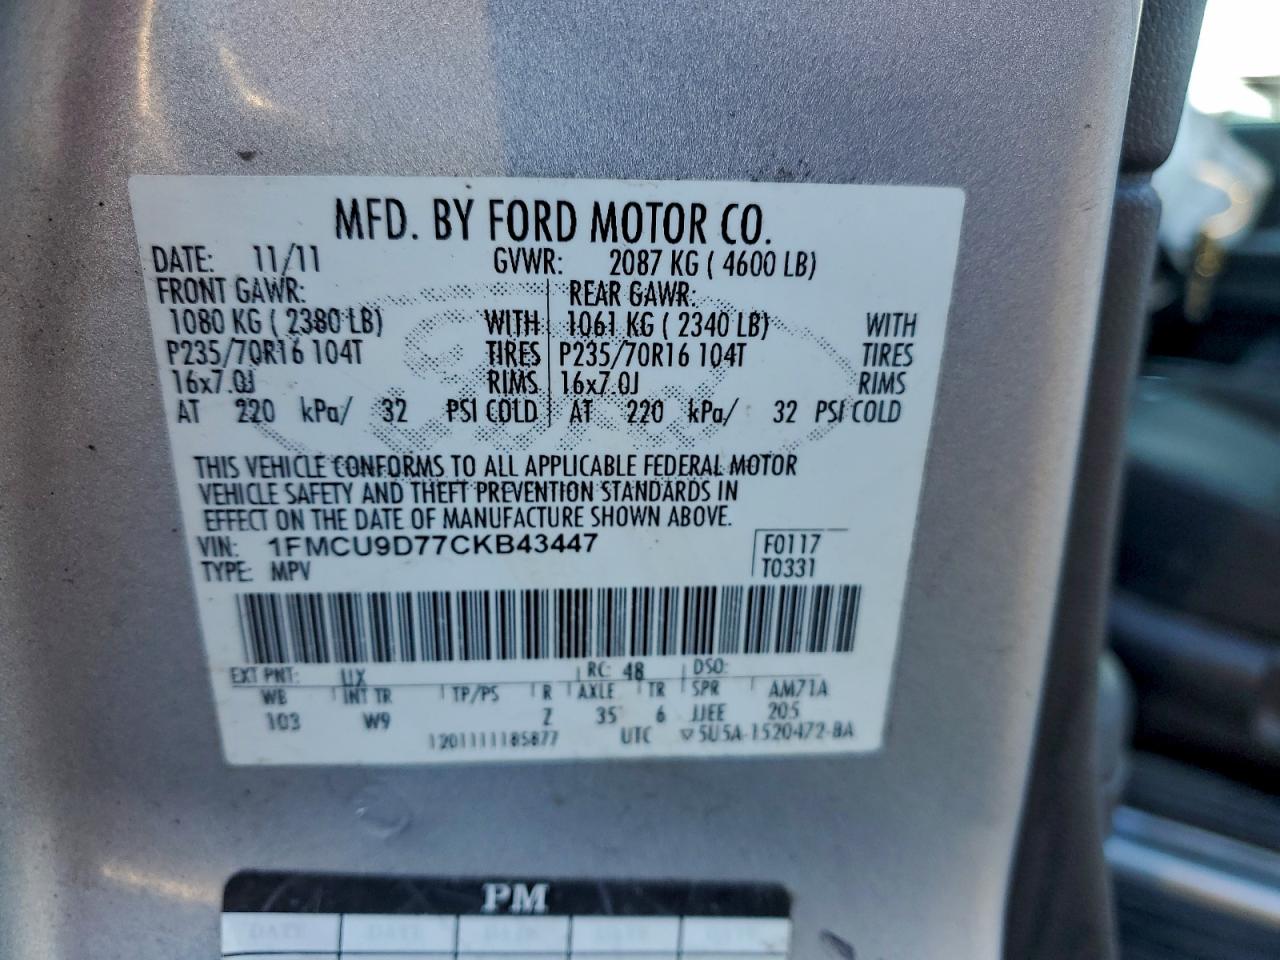 MFD. BY FORD MOTOR CO.
DATE: 11/11 GVWR: 2087 KG ( 4600 LB)
FRONT GAWR: REAR GAWR:
1080 KG ( 2380 LB) WITH 1061 KG ( 2340 LB) WITH
P235/70R16 104T TIRES P235/70R16 104T TIRES
16x7.0J RIMS 16x7.0J RIMS
AT 220 kPa/ 32 PSI COLD AT 220 kPa/ 32 PSI COLD
THIS VEHICLE CONFORMS TO ALL APPLICABLE FEDERAL MOTOR
VEHICLE SAFETY AND THEFT PREVENTION STANDARDS IN
EFFECT ON THE DATE OF MANUFACTURE SHOWN ABOVE.
VIN: 1FMCU9D77CKB43447 F0117
TYPE: MPV T0331
EXT PNT: UX RC: 48 DSO:
WB INT TR TP/PS R AXLE TR SPR AM71A
103 W9 Z 35 6 JJEE 205
1201111185877 UTC 5U5A-1520472-BA
PM
DATE DATE DATE DATE DATE